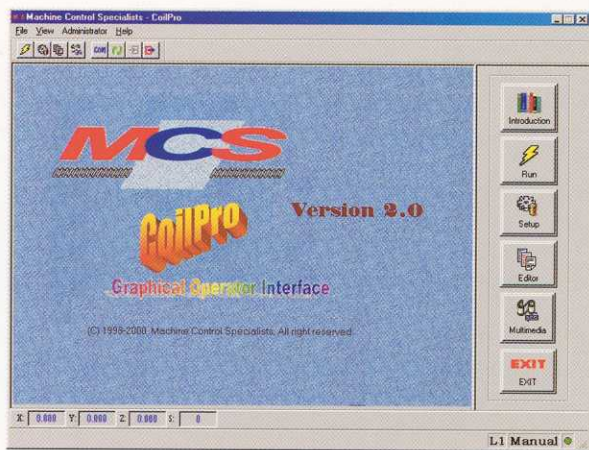 Machine Control Specialists - CoilPro
File View Administrator Help
COM
MCS
Version 2.0
CoilPro
Graphical Operator Interface
(C) 1998-2000, Machine Control Specialists. All right reserved.
Introduction
Run
Setup
Editor
Multimedia
EXIT
EXIT
X: 0.000 Y: 0.000 Z: 0.000 S: 0
L1 Manual